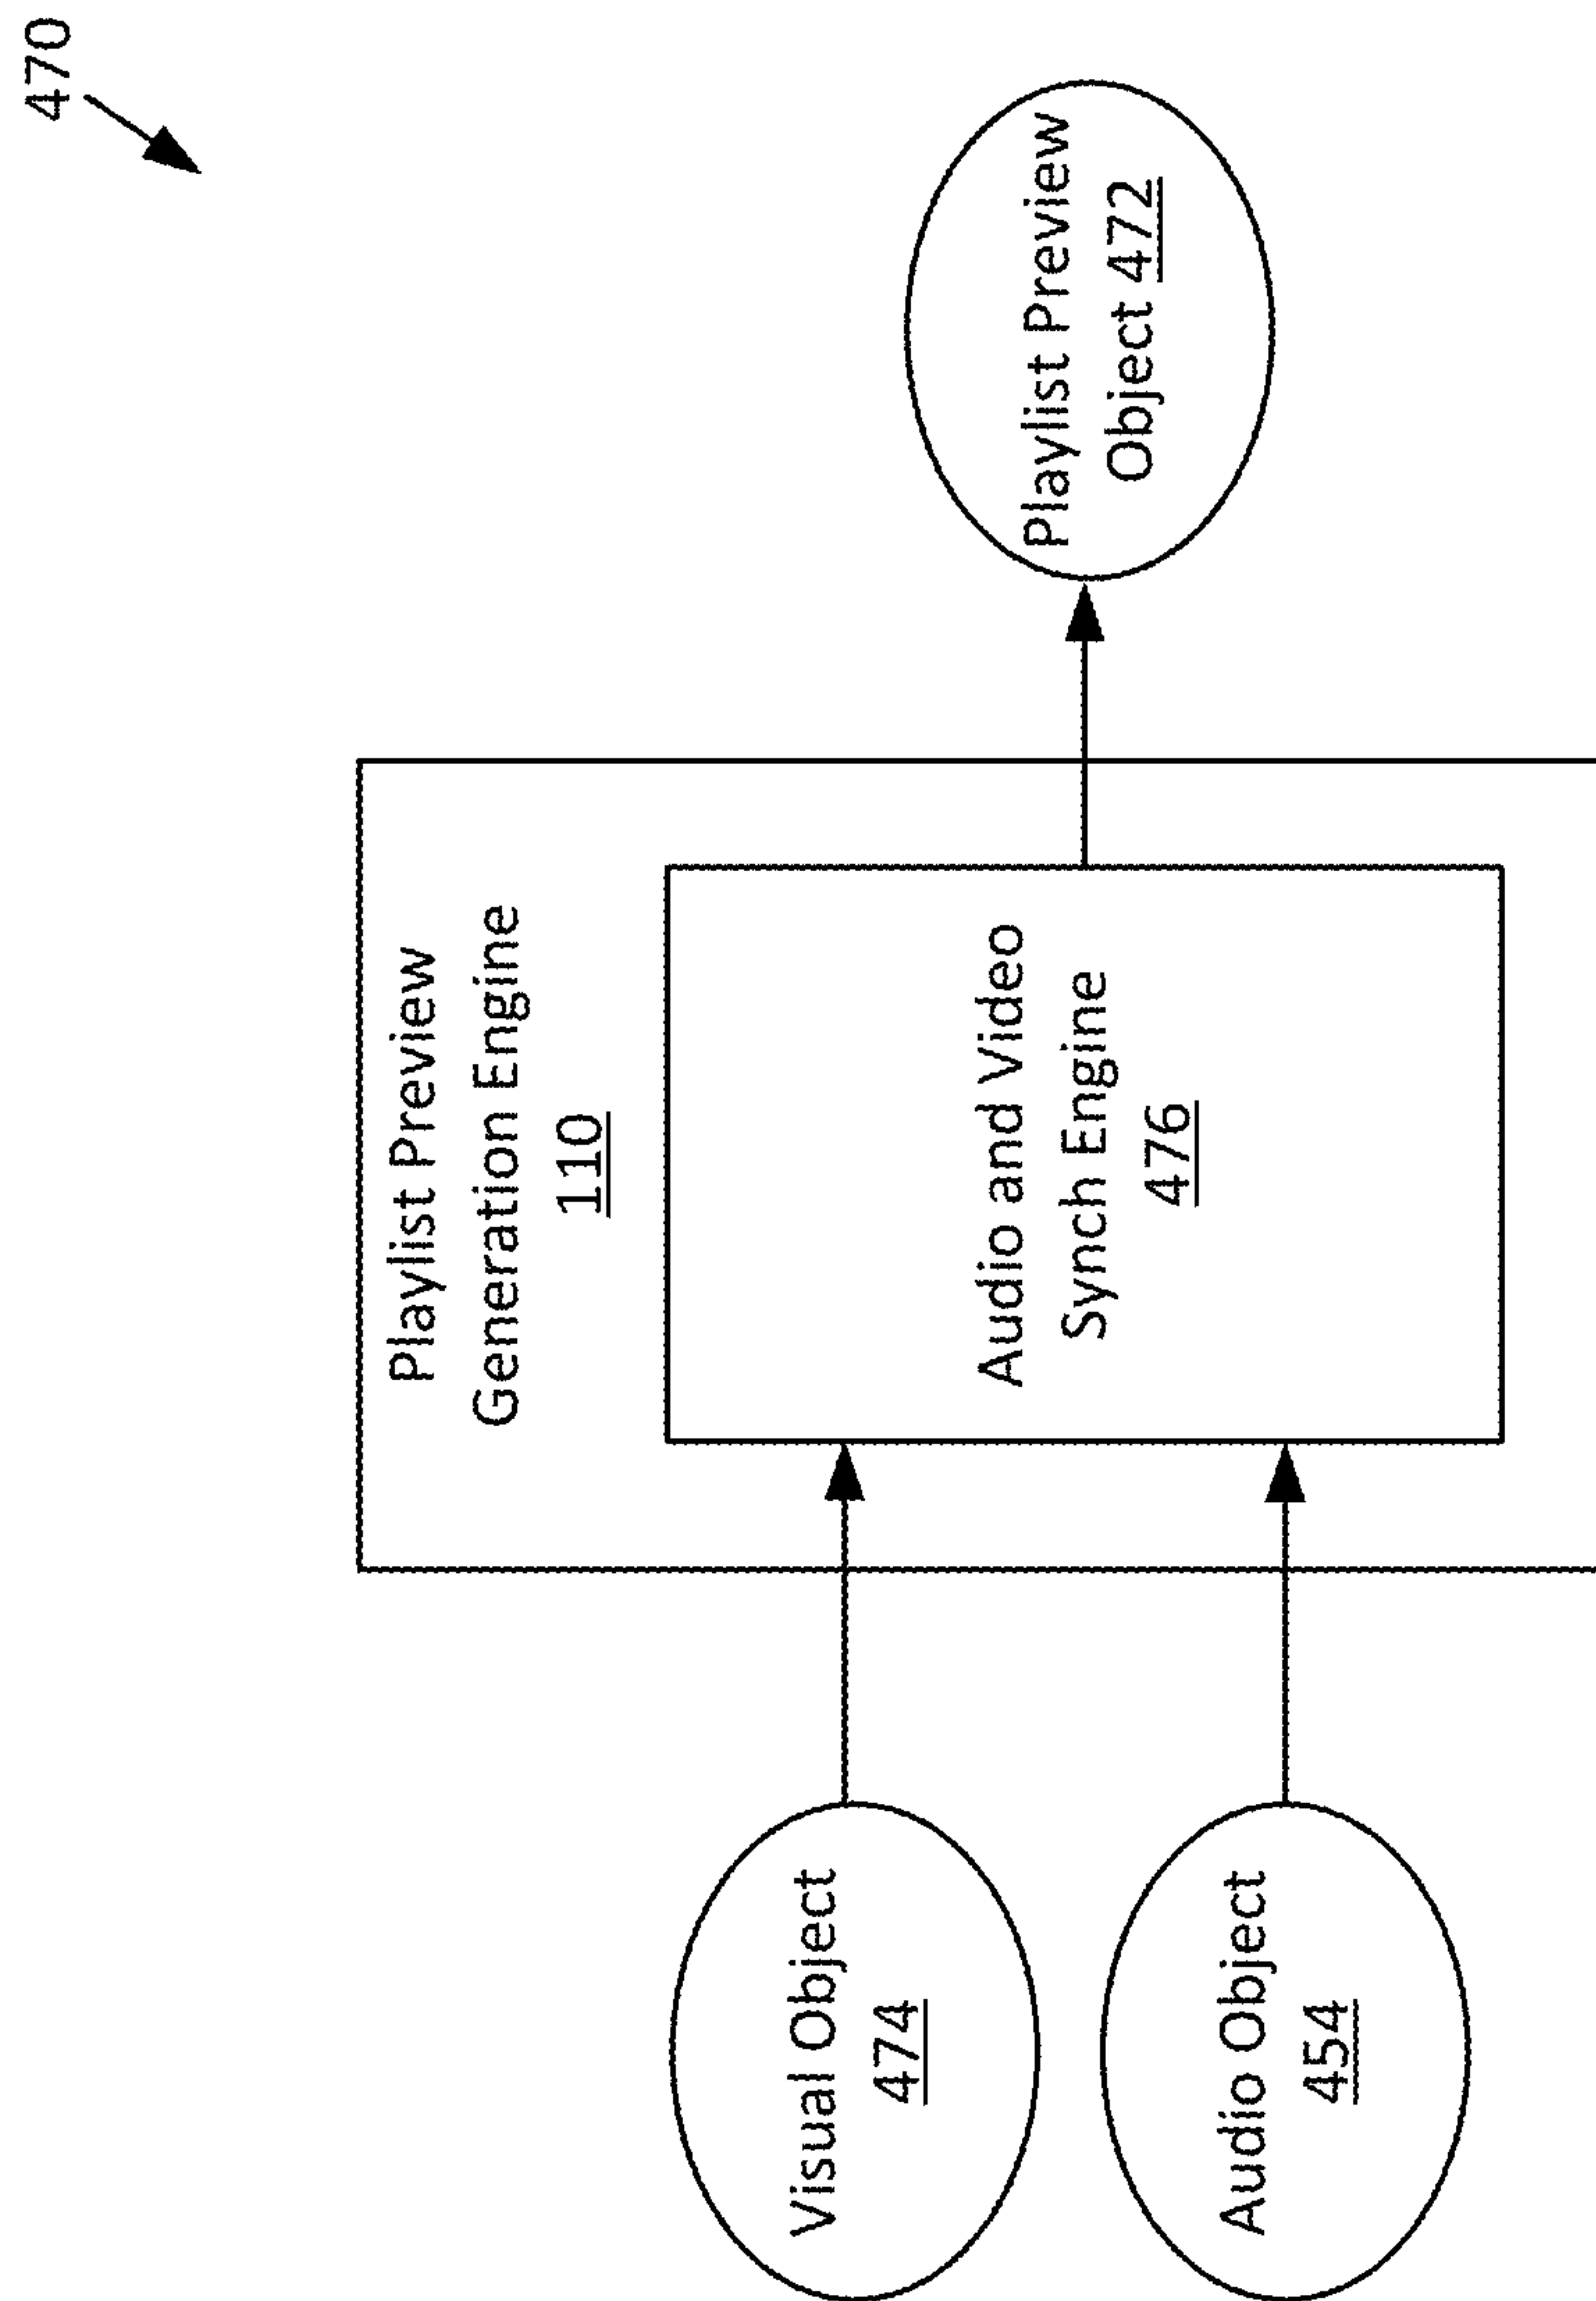 470
Visual Object
474
Audio Object
454
Playlist Preview
Generation Engine
110
Audio and Video
Synch Engine
476
Playlist Preview
Object 472